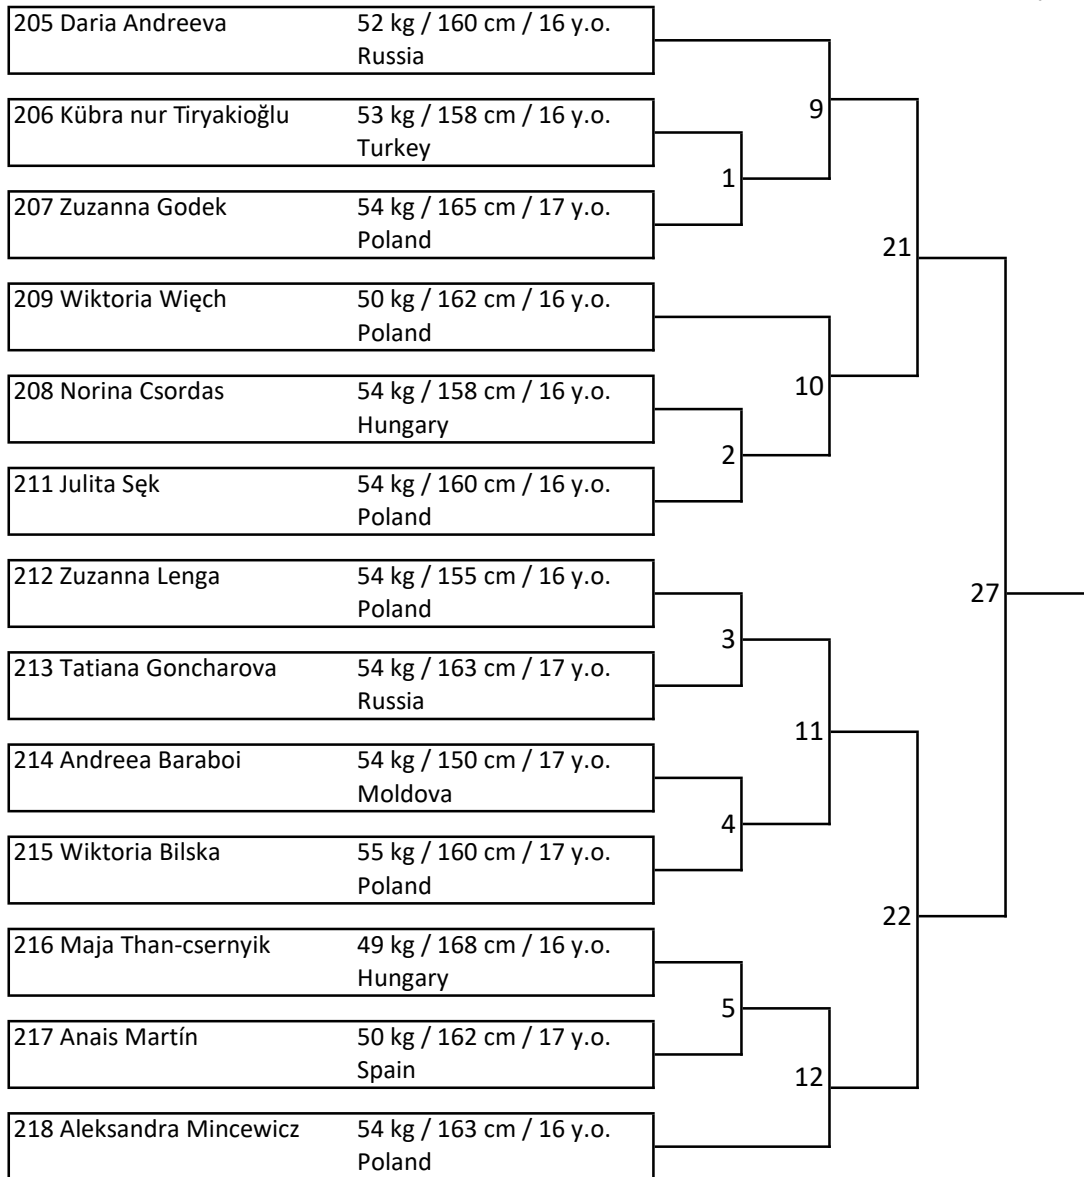 205 Daria Andreeva 52 kg / 160 cm / 16 y.o.
Russia
206 Kübra nur Tiryakioğlu 53 kg / 158 cm / 16 y.o.
Turkey
9
1
207 Zuzanna Godek 54 kg / 165 cm / 17 y.o.
Poland
21
209 Wiktoria Więch 50 kg / 162 cm / 16 y.o.
Poland
208 Norina Csordas 54 kg / 158 cm / 16 y.o.
Hungary
10
2
211 Julita Sęk 54 kg / 160 cm / 16 y.o.
Poland
212 Zuzanna Lenga 54 kg / 155 cm / 16 y.o.
Poland
27
3
213 Tatiana Goncharova 54 kg / 163 cm / 17 y.o.
Russia
11
214 Andreea Baraboi 54 kg / 150 cm / 17 y.o.
Moldova
4
215 Wiktoria Bilska 55 kg / 160 cm / 17 y.o.
Poland
22
216 Maja Than-csernyik 49 kg / 168 cm / 16 y.o.
Hungary
5
217 Anais Martín 50 kg / 162 cm / 17 y.o.
Spain
12
218 Aleksandra Mincewicz 54 kg / 163 cm / 16 y.o.
Poland